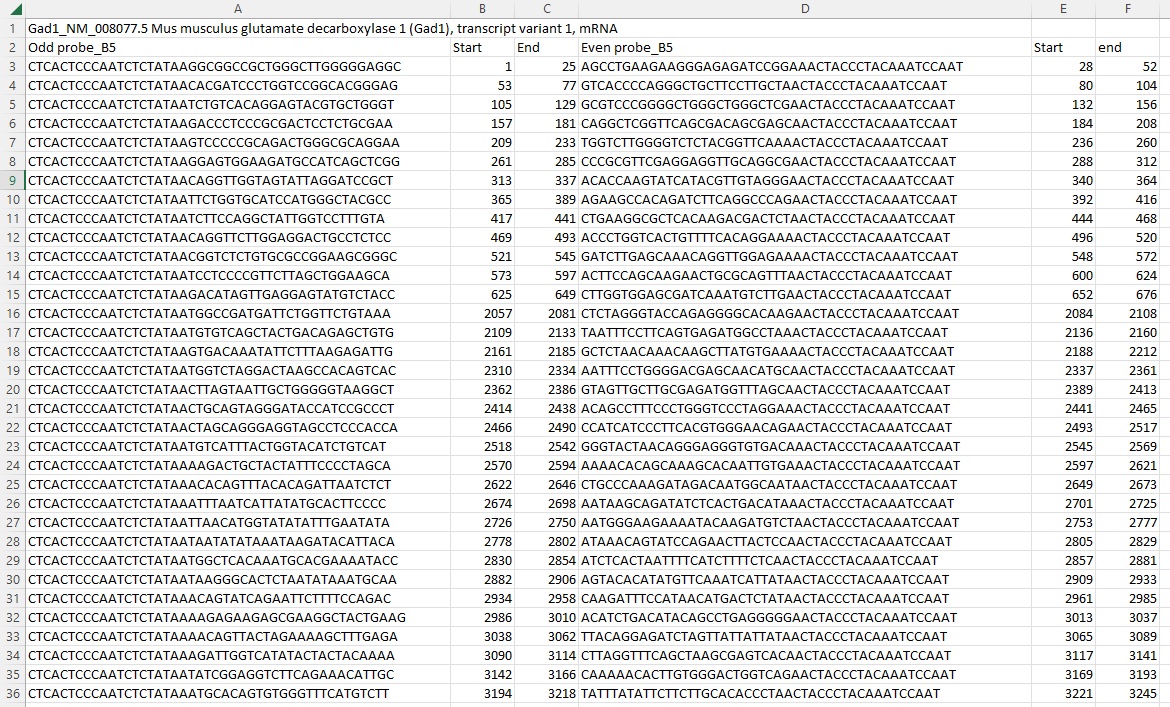 A B C D E F
1 Gad1_NM_008077.5 Mus musculus glutamate decarboxylase 1 (Gad1), transcript variant 1, mRNA
2 Odd probe_B5 Start End Even probe_B5 Start end
3 CTCACTCCCAATCTCTATAAGGCGGCCGCTGGGCTTGGGGGAGGC 1 25 AGCCTGAAGAAGGGAGAGATCCGGAAACTACCCTACAAATCCAAT 28 52
4 CTCACTCCCAATCTCTATAACACGATCCCTGGTCCGGCACGGGAG 53 77 GTCACCCCAGGGCTGCTTCCTTGCTAACTACCCTACAAATCCAAT 80 104
5 CTCACTCCCAATCTCTATAATCTGTCACAGGAGTACGTGCTGGGT 105 129 GCGTCCCGGGGCTGGGCTGGGCTCGAACTACCCTACAAATCCAAT 132 156
6 CTCACTCCCAATCTCTATAAGACCCTCCCGCGACTCCTCTGCGAA 157 181 CAGGCTCGGTTCAGCGACAGCGAGCAACTACCCTACAAATCCAAT 184 208
7 CTCACTCCCAATCTCTATAAGTCCCCCGCAGACTGGGCGCAGGAA 209 233 TGGTCTTGGGGTCTCTACGGTTCAAAACTACCCTACAAATCCAAT 236 260
8 CTCACTCCCAATCTCTATAAGGAGTGGAAGATGCCATCAGCTCGG 261 285 CCCGCGTTCGAGGAGGTTGCAGGCGAACTACCCTACAAATCCAAT 288 312
9 CTCACTCCCAATCTCTATAACAGGTTGGTAGTATTAGGATCCGCT 313 337 ACACCAAGTATCATACGTTGTAGGGAACTACCCTACAAATCCAAT 340 364
10 CTCACTCCCAATCTCTATAATTCTGGTGCATCCATGGGCTACGCC 365 389 AGAAGCCACAGATCTTCAGGCCCAGAACTACCCTACAAATCCAAT 392 416
11 CTCACTCCCAATCTCTATAATCTTCCAGGCTATTGGTCCTTTGTA 417 441 CTGAAGGCGCTCACAAGACGACTCTAACTACCCTACAAATCCAAT 444 468
12 CTCACTCCCAATCTCTATAACAGGTTCTTGGAGGACTGCCTCTCC 469 493 ACCCTGGTCACTGTTTTCACAGGAAAACTACCCTACAAATCCAAT 496 520
13 CTCACTCCCAATCTCTATAACGGTCTCTGTGCGCCGGAAGCGGGC 521 545 GATCTTGAGCAAACAGGTTGGAGAAAACTACCCTACAAATCCAAT 548 572
14 CTCACTCCCAATCTCTATAATCCTCCCCGTTCTTAGCTGGAAGCA 573 597 ACTTCCAGCAAGAACTGCGCAGTTTAACTACCCTACAAATCCAAT 600 624
15 CTCACTCCCAATCTCTATAAGACATAGTTGAGGAGTATGTCTACC 625 649 CTTGGTGGAGCGATCAAATGTCTTGAACTACCCTACAAATCCAAT 652 676
16 CTCACTCCCAATCTCTATAATGGCCGATGATTCTGGTTCTGTAAA 2057 2081 CTCTAGGGTACCAGAGGGGCACAAGAACTACCCTACAAATCCAAT 2084 2108
17 CTCACTCCCAATCTCTATAATGTGTCAGCTACTGACAGAGCTGTG 2109 2133 TAATTTCCTTCAGTGAGATGGCCTAAACTACCCTACAAATCCAAT 2136 2160
18 CTCACTCCCAATCTCTATAAGTGACAAATATTCTTTAAGAGATTG 2161 2185 GCTCTAACAAACAAGCTTATGTGAAAACTACCCTACAAATCCAAT 2188 2212
19 CTCACTCCCAATCTCTATAATGGTCTAGGACTAAGCCACAGTCAC 2310 2334 AATTTCCTGGGGACGAGCAACATGCAACTACCCTACAAATCCAAT 2337 2361
20 CTCACTCCCAATCTCTATAACTTAGTAATTGCTGGGGGTAAGGCT 2362 2386 GTAGTTGCTTGCGAGATGGTTTAGCAACTACCCTACAAATCCAAT 2389 2413
21 CTCACTCCCAATCTCTATAACTGCAGTAGGGATACCATCCGCCCT 2414 2438 ACAGCCTTTCCCTGGGTCCCTAGGAAACTACCCTACAAATCCAAT 2441 2465
22 CTCACTCCCAATCTCTATAACTAGCAGGGAGGTAGCCTCCCACCA 2466 2490 CCATCATCCCTTCACGTGGGAACAGAACTACCCTACAAATCCAAT 2493 2517
23 CTCACTCCCAATCTCTATAATGTCATTTACTGGTACATCTGTCAT 2518 2542 GGGTACTAACAGGGAGGGTGTGACAAACTACCCTACAAATCCAAT 2545 2569
24 CTCACTCCCAATCTCTATAAAAGACTGCTACTATTTCCCCTAGCA 2570 2594 AAAACACAGCAAAGCACAATTGTGAAACTACCCTACAAATCCAAT 2597 2621
25 CTCACTCCCAATCTCTATAAACACAGTTTACACAGATTAATCTCT 2622 2646 CTGCCCAAAGATAGACAATGGCAATAACTACCCTACAAATCCAAT 2649 2673
26 CTCACTCCCAATCTCTATAAATTTAATCATTATATGCACTTCCCC 2674 2698 AATAAGCAGATATCTCACTGACATAACTACCCTACAAATCCAAT 2701 2725
27 CTCACTCCCAATCTCTATAATTAACATGGTATATATTTGAATATA 2726 2750 AATGGGAAGAAAATACAAGATGTCTAACTACCCTACAAATCCAAT 2753 2777
28 CTCACTCCCAATCTCTATAATAATATATAAATAAGATACATTACA 2778 2802 ATAAACAGTATCCAGAACTTACTCCAACTACCCTACAAATCCAAT 2805 2829
29 CTCACTCCCAATCTCTATAATGGCTCACAAATGCACGAAAATACC 2830 2854 ATCTCACTAATTTTCATCTTTTCTCAACTACCCTACAAATCCAAT 2857 2881
30 CTCACTCCCAATCTCTATAATAAGGGCACTCTAATATAAATGCAA 2882 2906 AGTACACATATGTTCAAATCATTATAACTACCCTACAAATCCAAT 2909 2933
31 CTCACTCCCAATCTCTATAAACAGTATCAGAATTCTTTTCCAGAC 2934 2958 CAAGATTTCCATAACATGACTCTATAACTACCCTACAAATCCAAT 2961 2985
32 CTCACTCCCAATCTCTATAAAAGAGAAGAGCGAAGGCTACTGAAG 2986 3010 ACATCTGACATACAGCCTGAGGGGGAACTACCCTACAAATCCAAT 3013 3037
33 CTCACTCCCAATCTCTATAAAACAGTTACTAGAAAAGCTTTGAGA 3038 3062 TTACAGGAGATCTAGTTATTATTATAACTACCCTACAAATCCAAT 3065 3089
34 CTCACTCCCAATCTCTATAAAGATTGGTCATATACTACTACAAAA 3090 3114 CTTAGGTTTCAGCTAAGCGAGTCACAACTACCCTACAAATCCAAT 3117 3141
35 CTCACTCCCAATCTCTATAATATCGGAGGTCTTCAGAAACATTGC 3142 3166 CAAAAACACTTGTGGGACTGGTCAGAACTACCCTACAAATCCAAT 3169 3193
36 CTCACTCCCAATCTCTATAAATGCACAGTGTGGGTTTCATGTCTT 3194 3218 TATTTATATTCTTCTTGCACACCCTAACTACCCTACAAATCCAAT 3221 3245